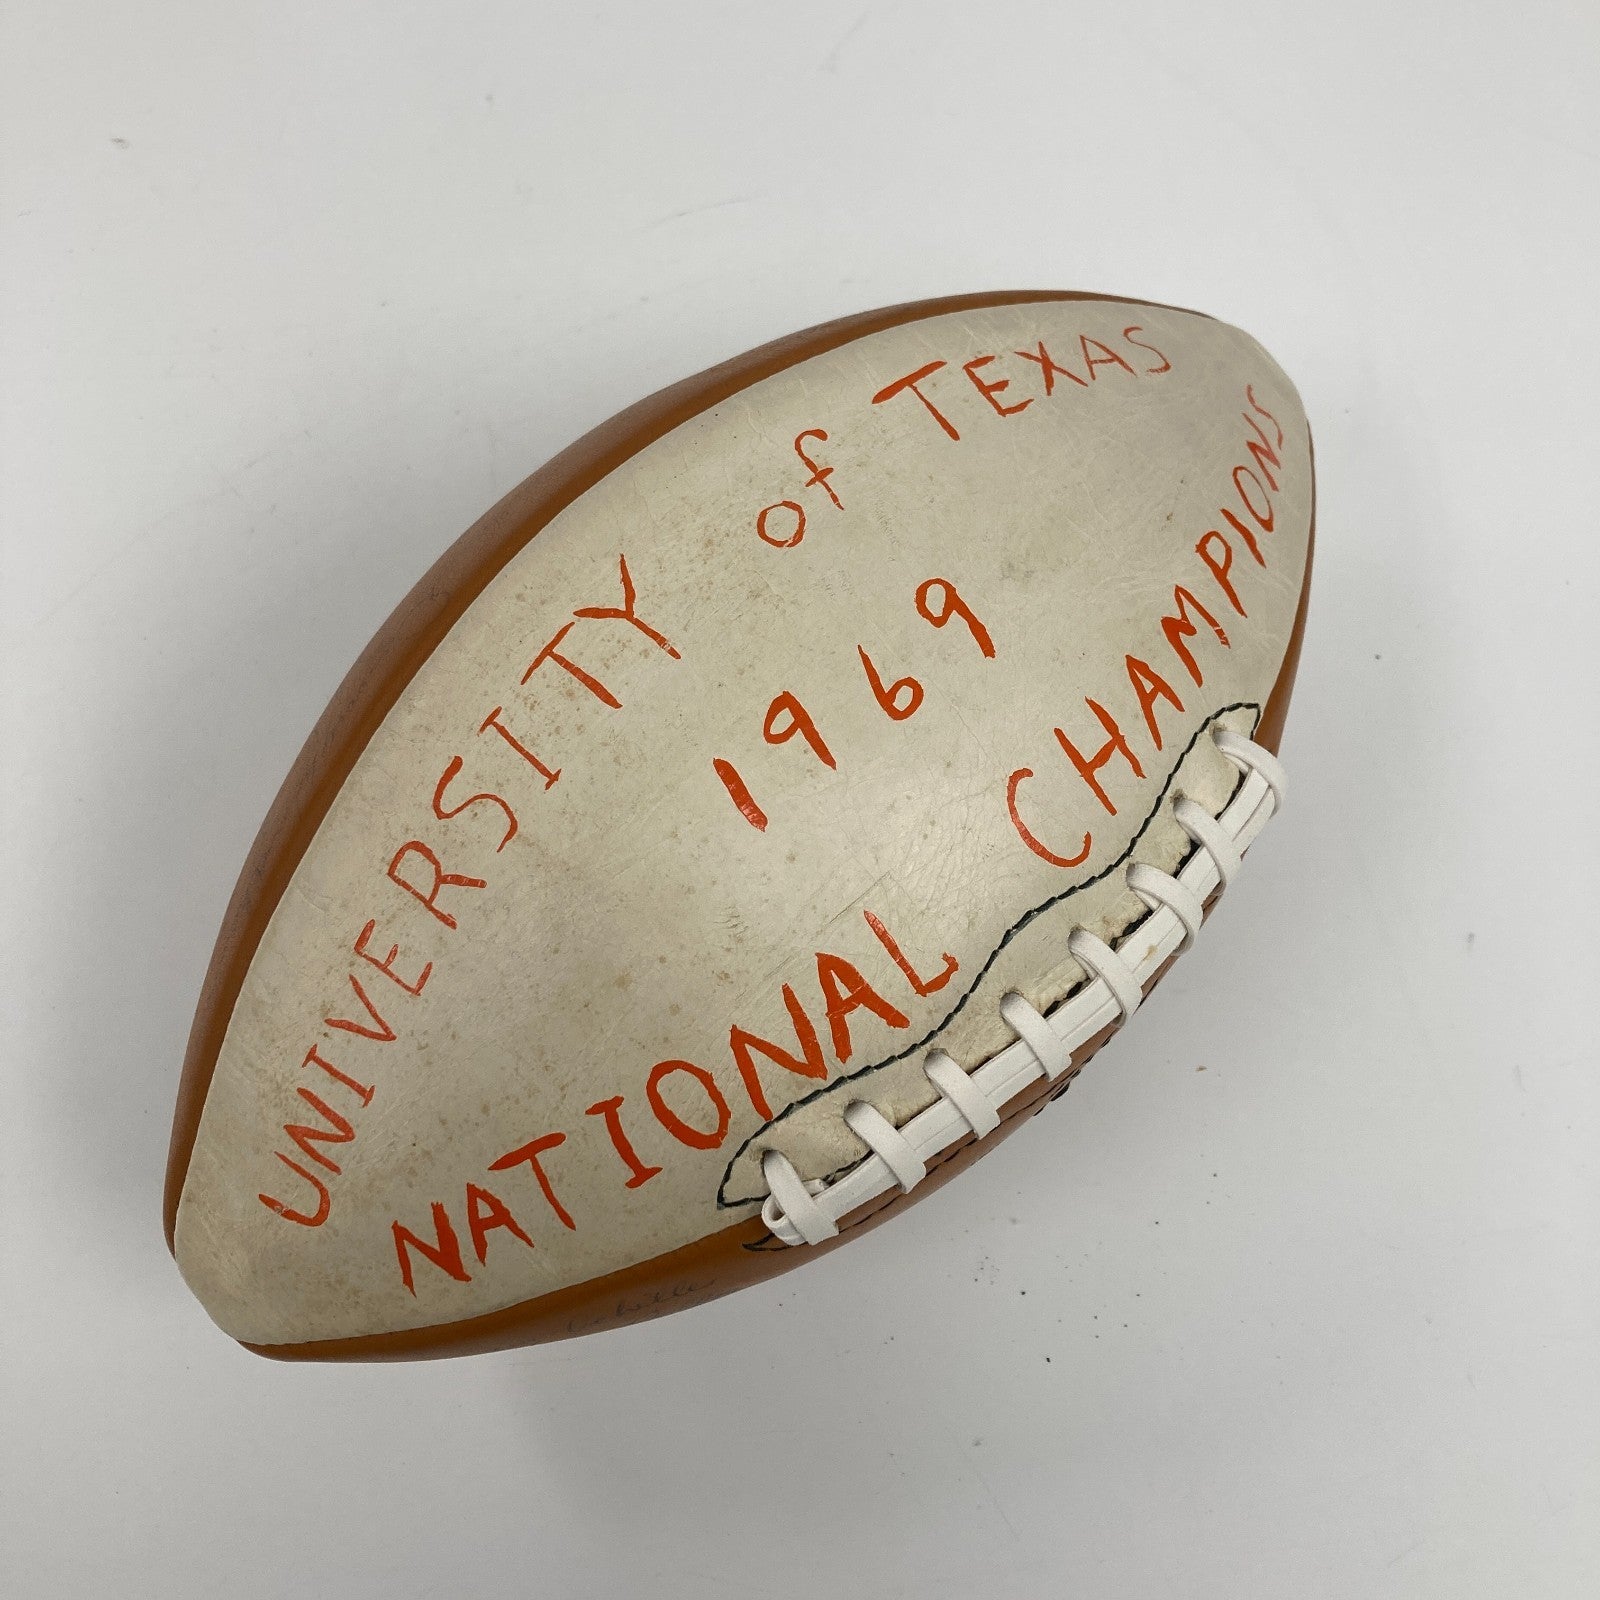 UNIVERSITY of TEXAS
1969
NATIONAL CHAMPIONS